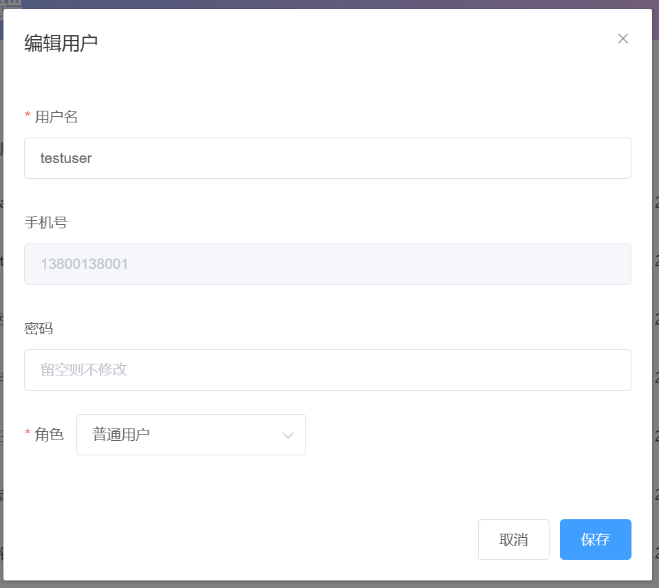 编辑用户
* 用户名
testuser
手机号
13800138001
密码
留空则不修改
* 角色 普通用户
取消 保存